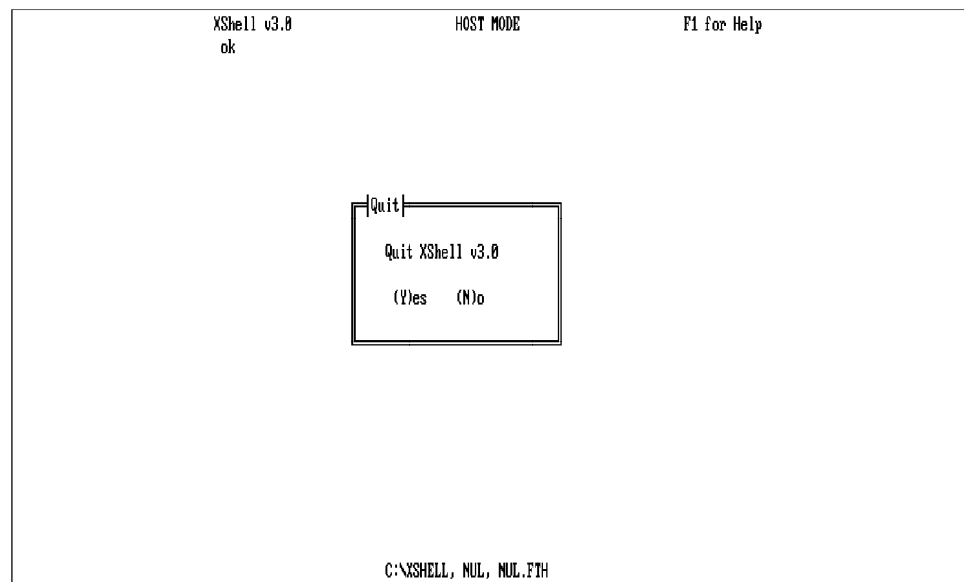 XShell v3.0 HOST MODE F1 for Help
ok
Quit
Quit XShell v3.0
(Y)es (N)o
C:\XSHELL, NUL, NUL.FTH